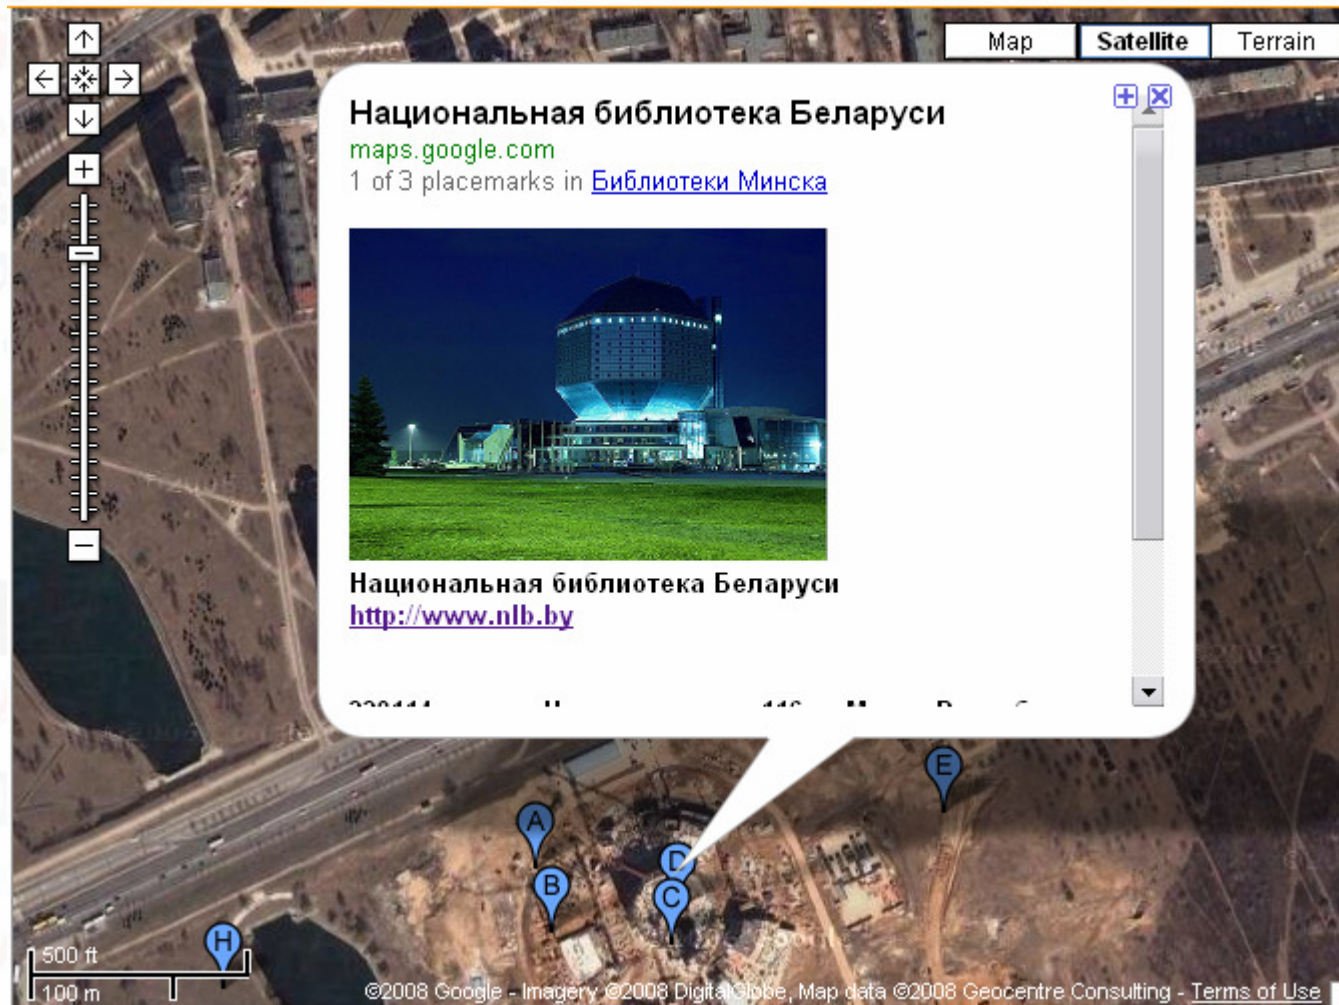 Map Satellite Terrain
Национальная библиотека Беларуси
maps.google.com
1 of 3 placemarks in Библиотеки Минска
Национальная библиотека Беларуси
http://www.nlb.by
E
A
D
B
C
H
500 ft
100 m
©2008 Google - Imagery ©2008 DigitalGlobe, Map data ©2008 Geocentre Consulting - Terms of Use